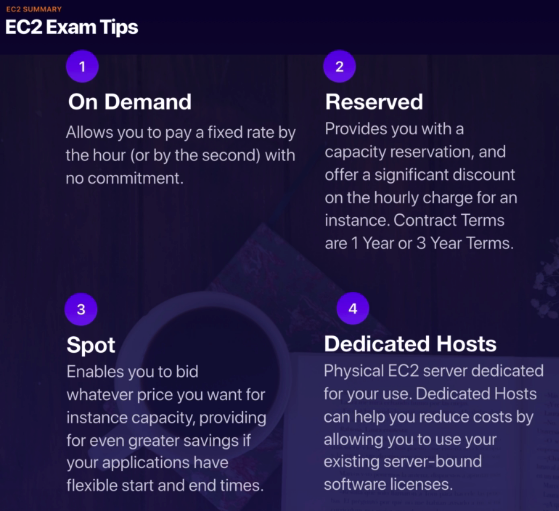 EC2 SUMMARY
EC2 Exam Tips
1
On Demand
Allows you to pay a fixed rate by
the hour (or by the second) with
no commitment.
2
Reserved
Provides you with a
capacity reservation, and
offer a significant discount
on the hourly charge for an
instance. Contract Terms
are 1 Year or 3 Year Terms.
3
Spot
Enables you to bid
whatever price you want for
instance capacity, providing
for even greater savings if
your applications have
flexible start and end times.
4
Dedicated Hosts
Physical EC2 server dedicated
for your use. Dedicated Hosts
can help you reduce costs by
allowing you to use your
existing server-bound
software licenses.